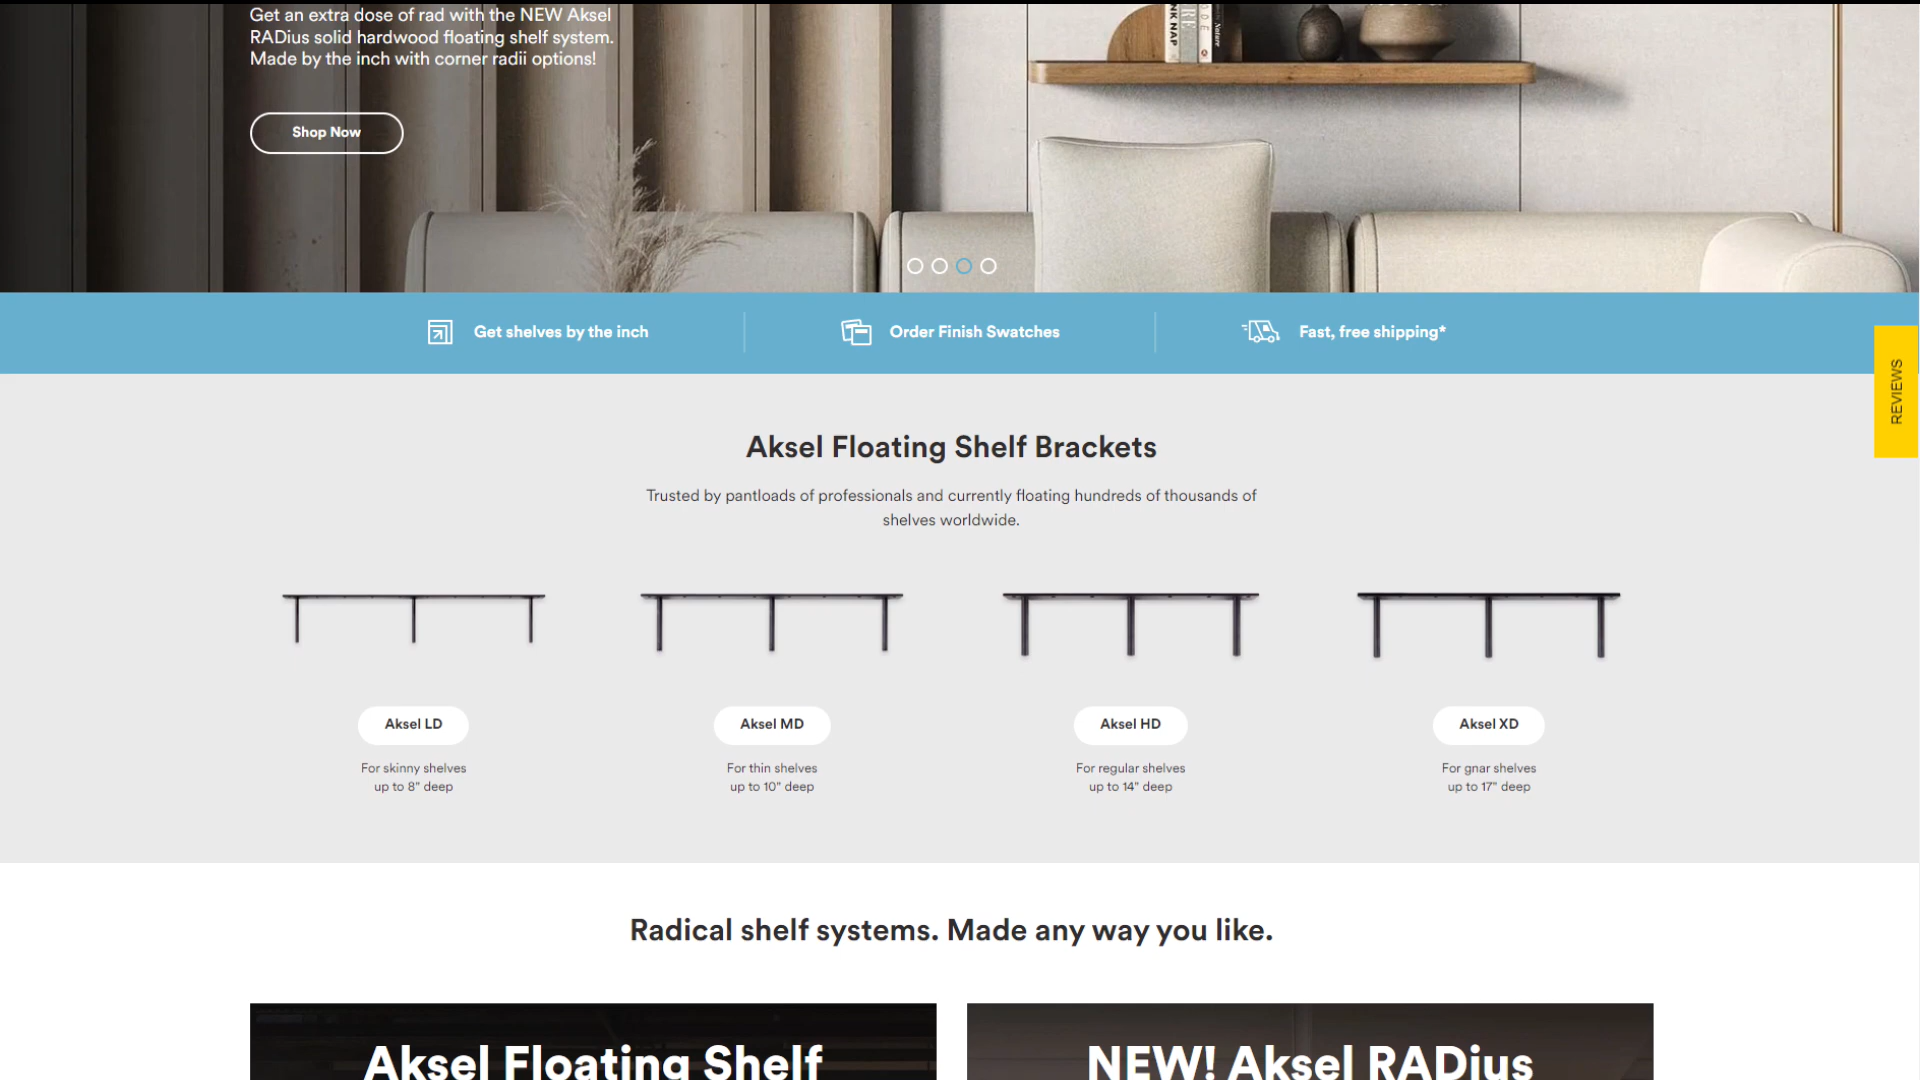 Get an extra dose of rad with the NEW Aksel
RADius solid hardwood floating shelf system.
Made by the inch with corner radii options!
Shop Now
NK NAP
Nature
Get shelves by the inch
Order Finish Swatches
Fast, free shipping*
REVIEWS
Aksel Floating Shelf Brackets
Trusted by pantloads of professionals and currently floating hundreds of thousands of
shelves worldwide.
Aksel LD
Aksel MD
Aksel HD
Aksel XD
For skinny shelves
up to 8" deep
For thin shelves
up to 10" deep
For regular shelves
up to 14" deep
For gnar shelves
up to 17" deep
Radical shelf systems. Made any way you like.
Aksel Floating Shelf
NEW! Aksel RADius